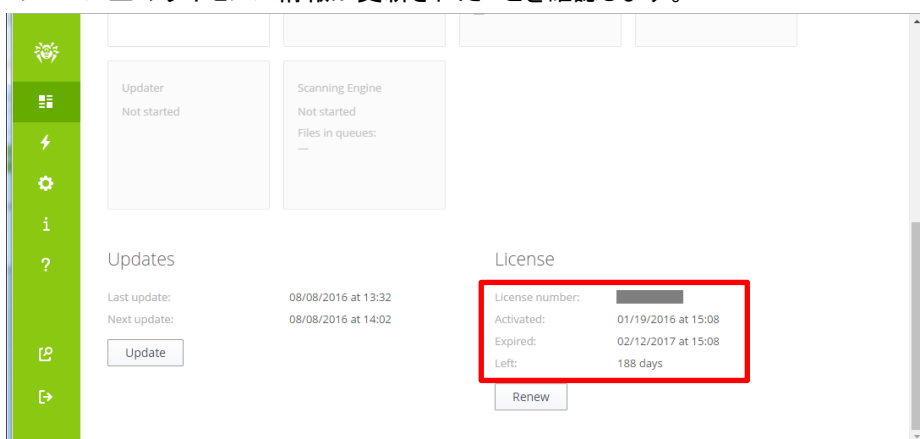 Updater
Not started
Scanning Engine
Not started
Files in queues:
—
Updates
Last update: 08/08/2016 at 13:32
Next update: 08/08/2016 at 14:02
Update
License
License number:
Activated: 01/19/2016 at 15:08
Expired: 02/12/2017 at 15:08
Left: 188 days
Renew